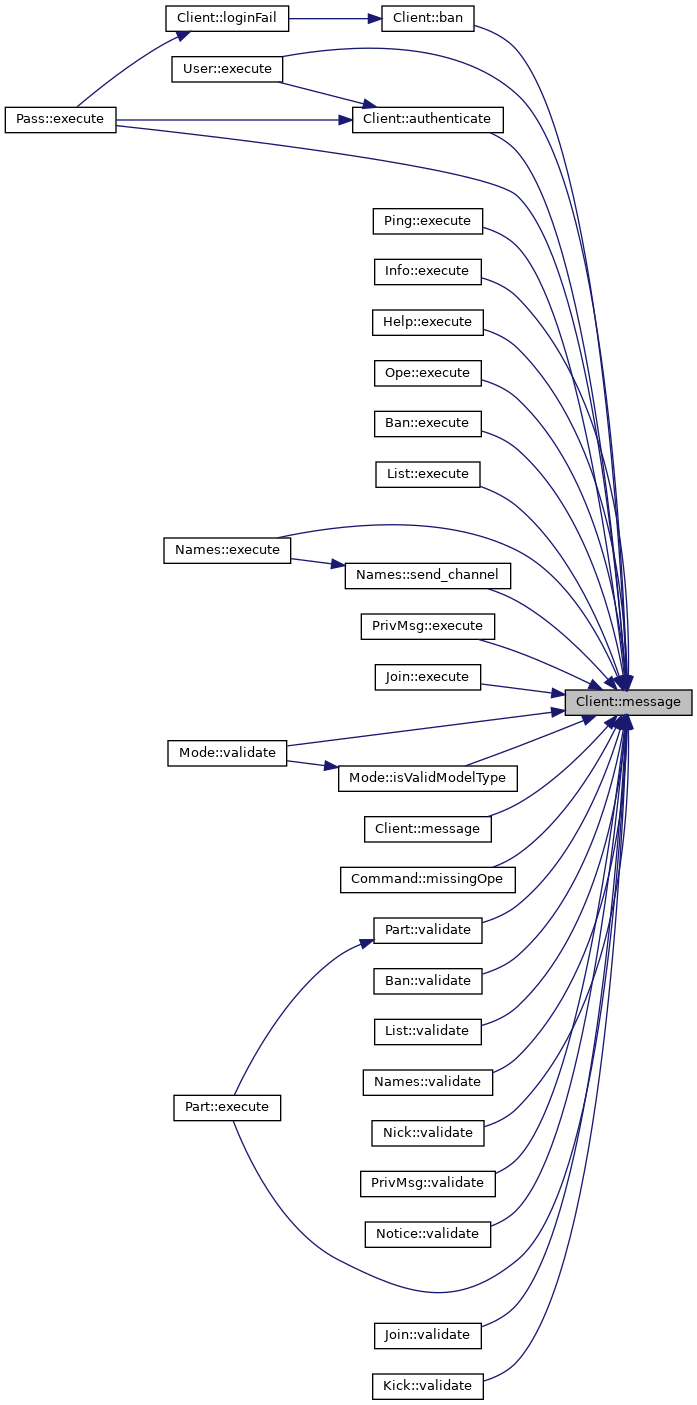 Client::loginFail
Client::ban
User::execute
Pass::execute
Client::authenticate
Ping::execute
Info::execute
Help::execute
Ope::execute
Ban::execute
List::execute
Names::execute
Names::send_channel
PrivMsg::execute
Join::execute
Client::message
Mode::validate
Mode::isValidModelType
Client::message
Command::missingOpe
Part::validate
Ban::validate
List::validate
Names::validate
Part::execute
Nick::validate
PrivMsg::validate
Notice::validate
Join::validate
Kick::validate